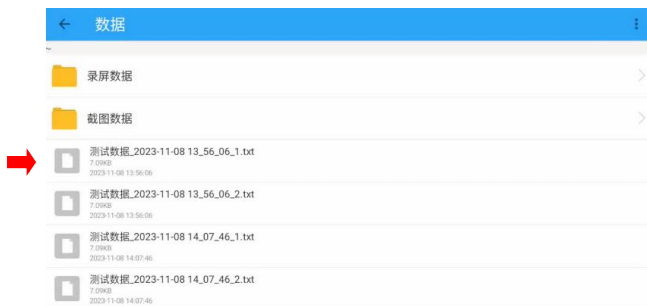 数据
~
录屏数据
截图数据
测试数据_2023-11-08 13_56_06_1.txt
7.09KB
2023-11-08 13:56:06
测试数据_2023-11-08 13_56_06_2.txt
7.09KB
2023-11-08 13:56:06
测试数据_2023-11-08 14_07_46_1.txt
7.09KB
2023-11-08 14:07:46
测试数据_2023-11-08 14_07_46_2.txt
7.09KB
2023-11-08 14:07:46